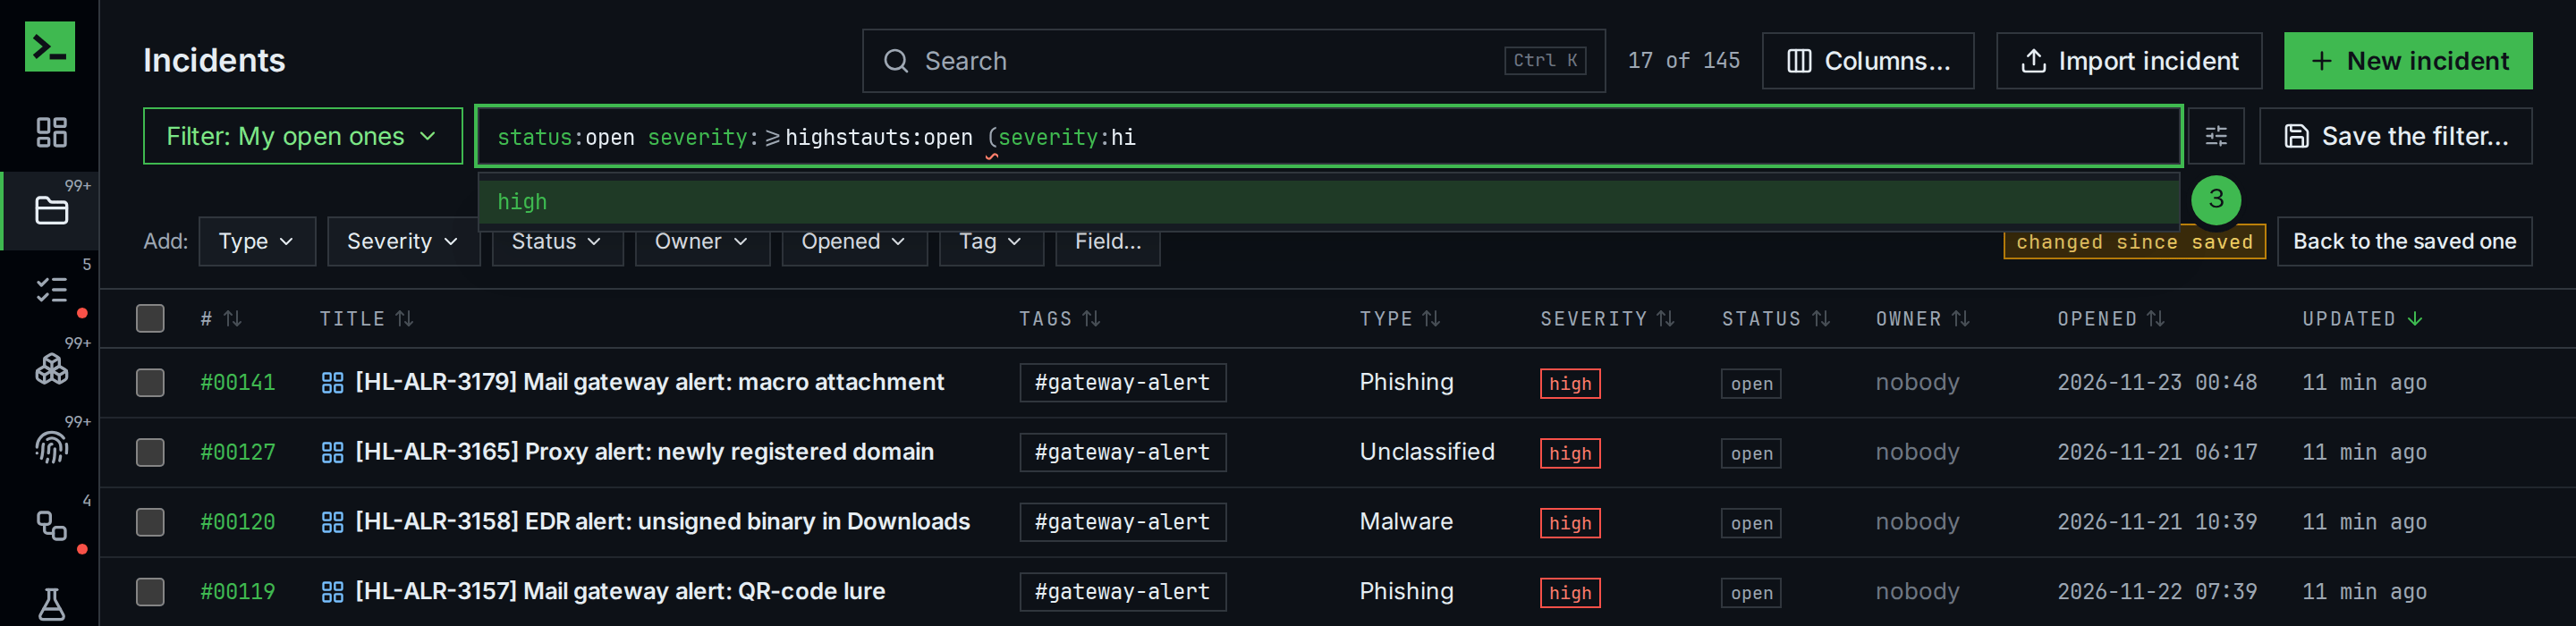 Incidents
Search Ctrl K
17 of 145
Columns...
Import incident
New incident
Filter: My open ones
status:open severity:⩾highstauts:open (severity:hi
Save the filter...
high
3
99+
Add: Type Severity Status Owner Opened Tag Field...
changed since saved
Back to the saved one
5
# TITLE TAGS TYPE SEVERITY STATUS OWNER OPENED UPDATED
99+
#00141 [HL-ALR-3179] Mail gateway alert: macro attachment #gateway-alert Phishing high open nobody 2026-11-23 00:48 11 min ago
99+
#00127 [HL-ALR-3165] Proxy alert: newly registered domain #gateway-alert Unclassified high open nobody 2026-11-21 06:17 11 min ago
4
#00120 [HL-ALR-3158] EDR alert: unsigned binary in Downloads #gateway-alert Malware high open nobody 2026-11-21 10:39 11 min ago
#00119 [HL-ALR-3157] Mail gateway alert: QR-code lure #gateway-alert Phishing high open nobody 2026-11-22 07:39 11 min ago